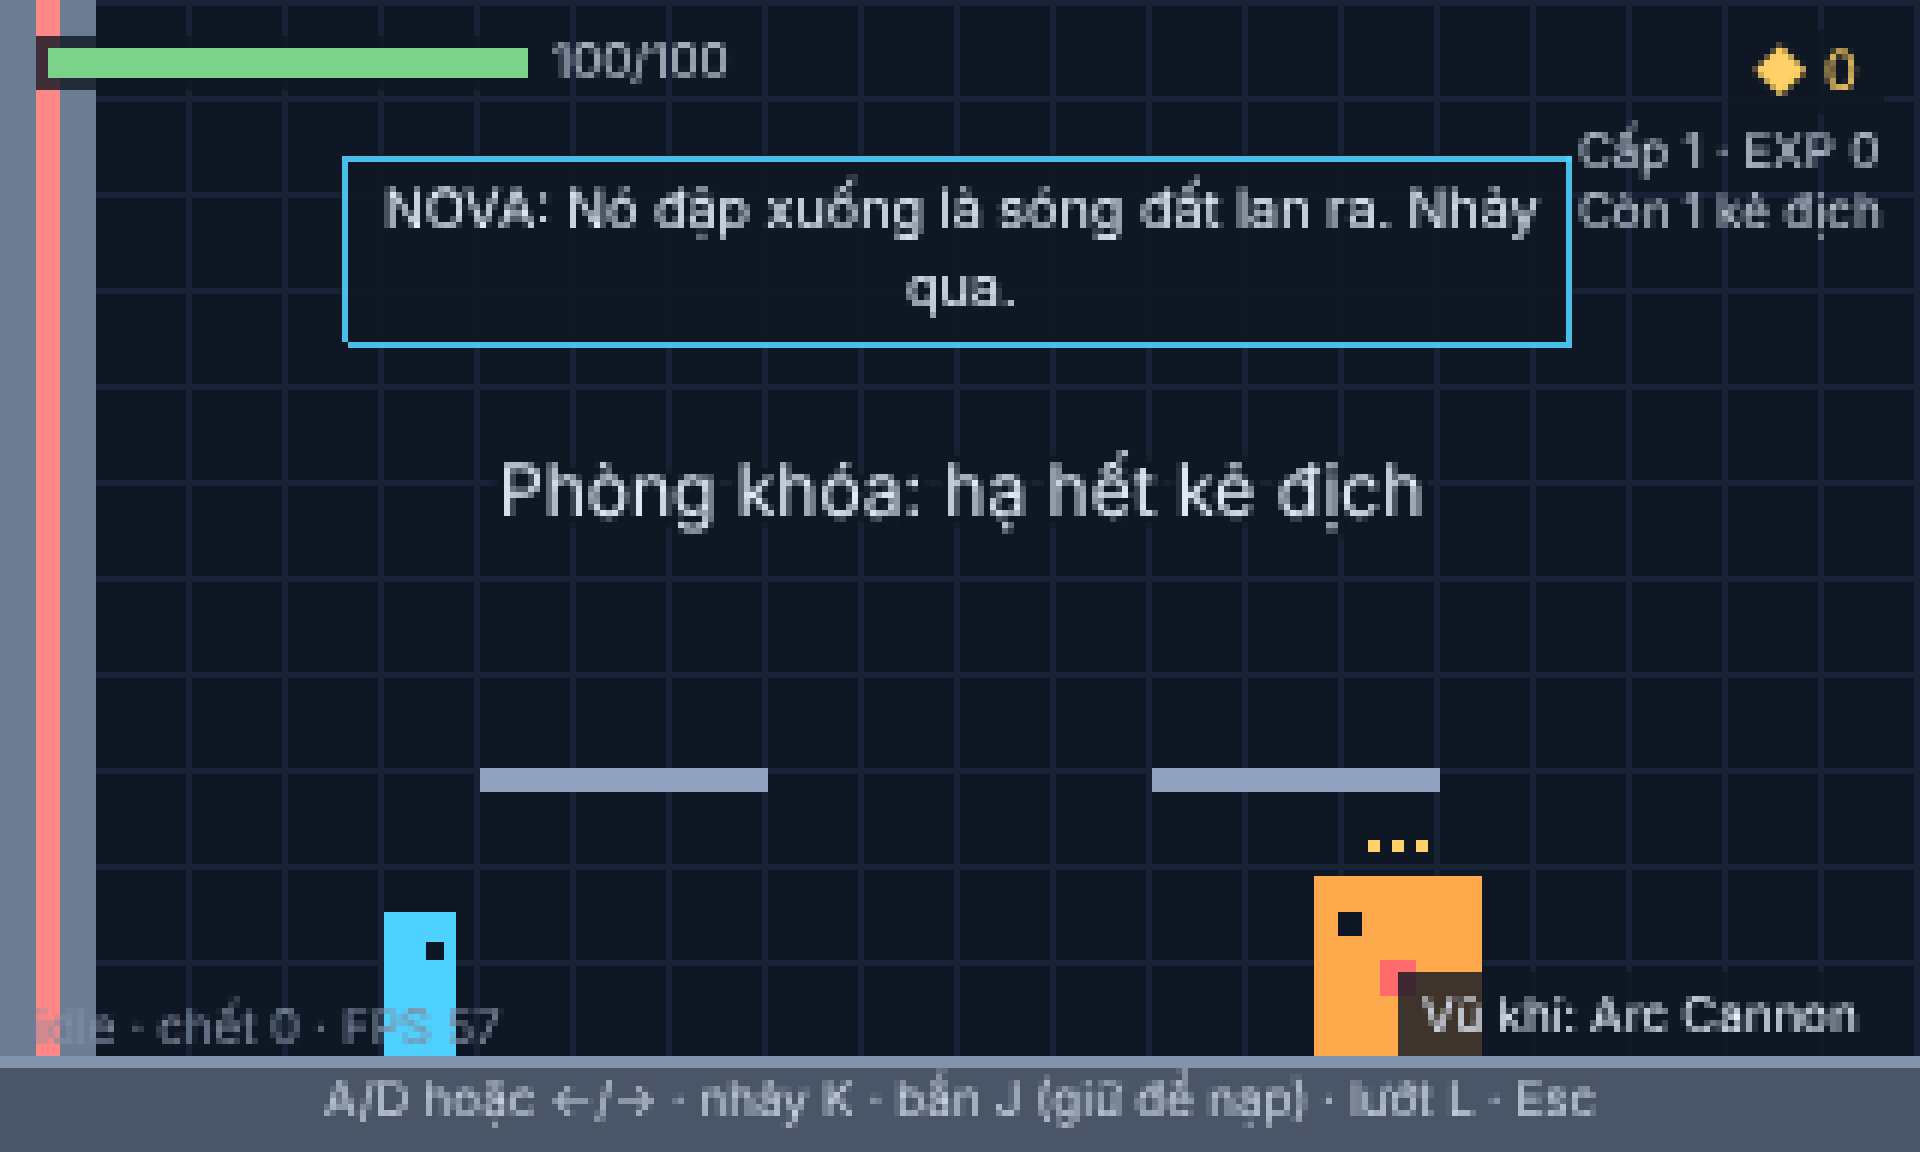 100/100
0
Cấp 1 · EXP 0
NOVA: Nó đập xuống là sóng đất lan ra. Nhảy
qua.
Còn 1 kẻ địch
Phòng khóa: hạ hết kẻ địch
idle · chết 0 · FPS 57
Vũ khí: Arc Cannon
A/D hoặc ←/→ · nhảy K · bắn J (giữ để nạp) · lướt L · Esc